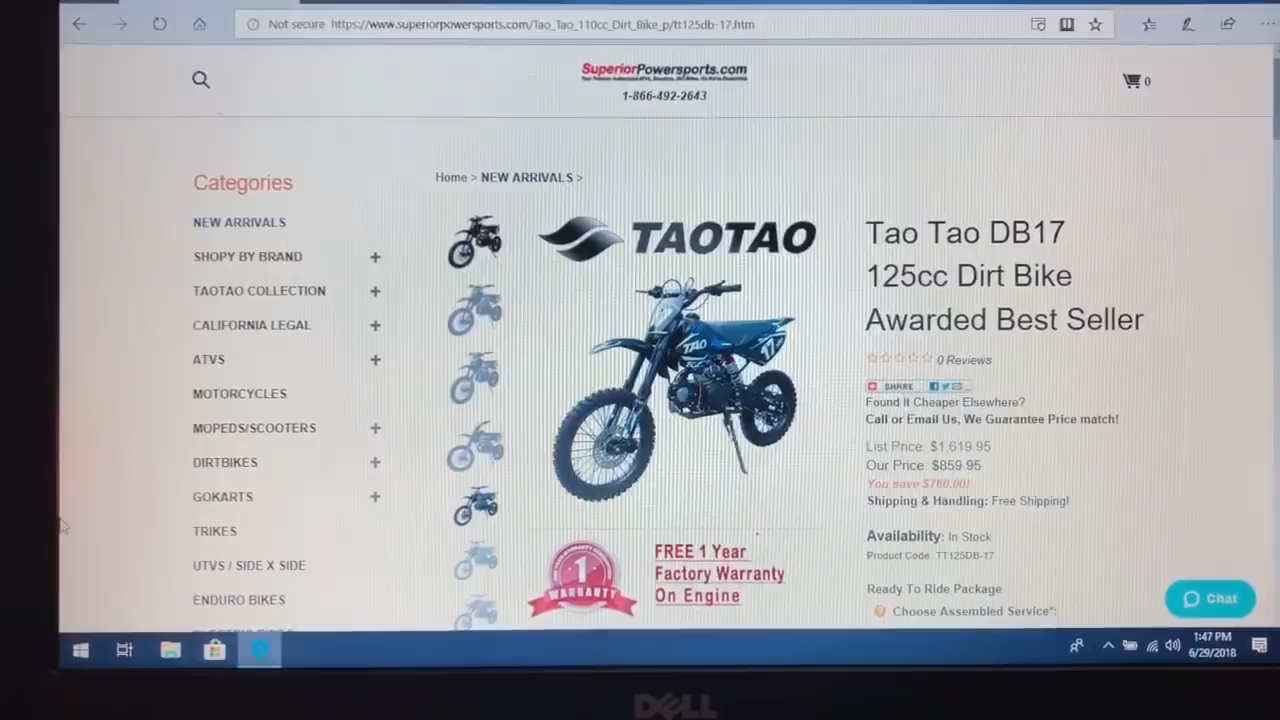 Not secure https://www.superiorpowersports.com/Tao_Tao_110cc_Dirt_Bike_p/tt125db-17.htm
SuperiorPowersports.com
1-866-492-2643
0
Home > NEW ARRIVALS >
Categories
NEW ARRIVALS
SHOPY BY BRAND +
TAOTAO COLLECTION +
CALIFORNIA LEGAL +
ATVS +
MOTORCYCLES
MOPEDS/SCOOTERS +
DIRTBIKES +
GOKARTS +
TRIKES
UTVS / SIDE X SIDE
ENDURO BIKES
TAOTAO
TAO
17
1
WARRANTY
FREE 1 Year
Factory Warranty
On Engine
Tao Tao DB17
125cc Dirt Bike
Awarded Best Seller
0 Reviews
SHARE
Found It Cheaper Elsewhere?
Call or Email Us, We Guarantee Price match!
List Price: $1,619.95
Our Price: $859.95
You save $760.00!
Shipping & Handling: Free Shipping!
Availability: In Stock
Product Code: TT125DB-17
Ready To Ride Package
Choose Assembled Service*:
Chat
1:47 PM
6/29/2018
DELL